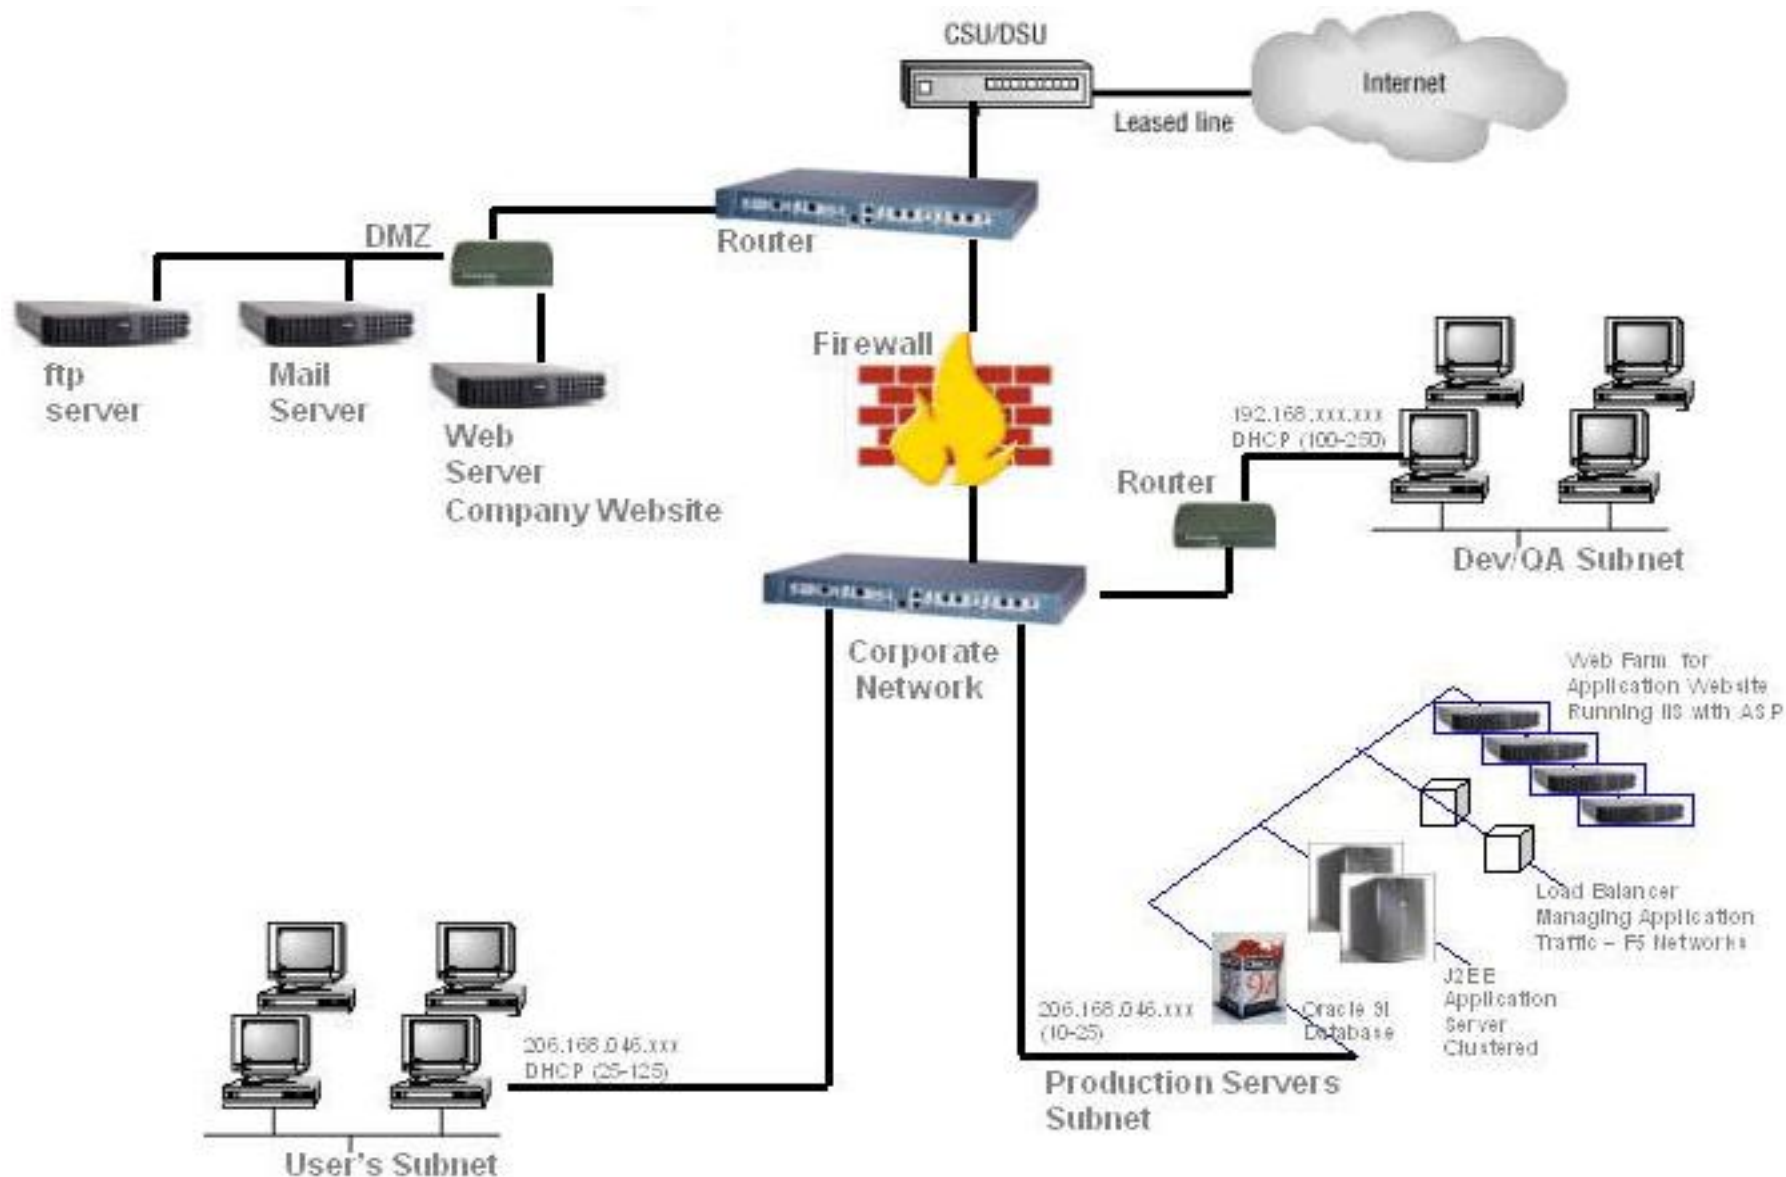 CSU/DSU
Internet
Leased line
Router
DMZ
ftp
server
Mail
Server
Web
Server
Company Website
Firewall
192.168.xxx.xxx
DHCP (100-250)
Router
Dev/QA Subnet
Corporate
Network
Web Farm for
Application Website
Running IIS with ASP
Load Balancer
Managing Application
Traffic – F5 Networks
J2EE
Application
Server
Clustered
Oracle 9i
Database
206.168.046.xxx
(10-25)
Production Servers
Subnet
206.168.046.xxx
DHCP (25-125)
User's Subnet